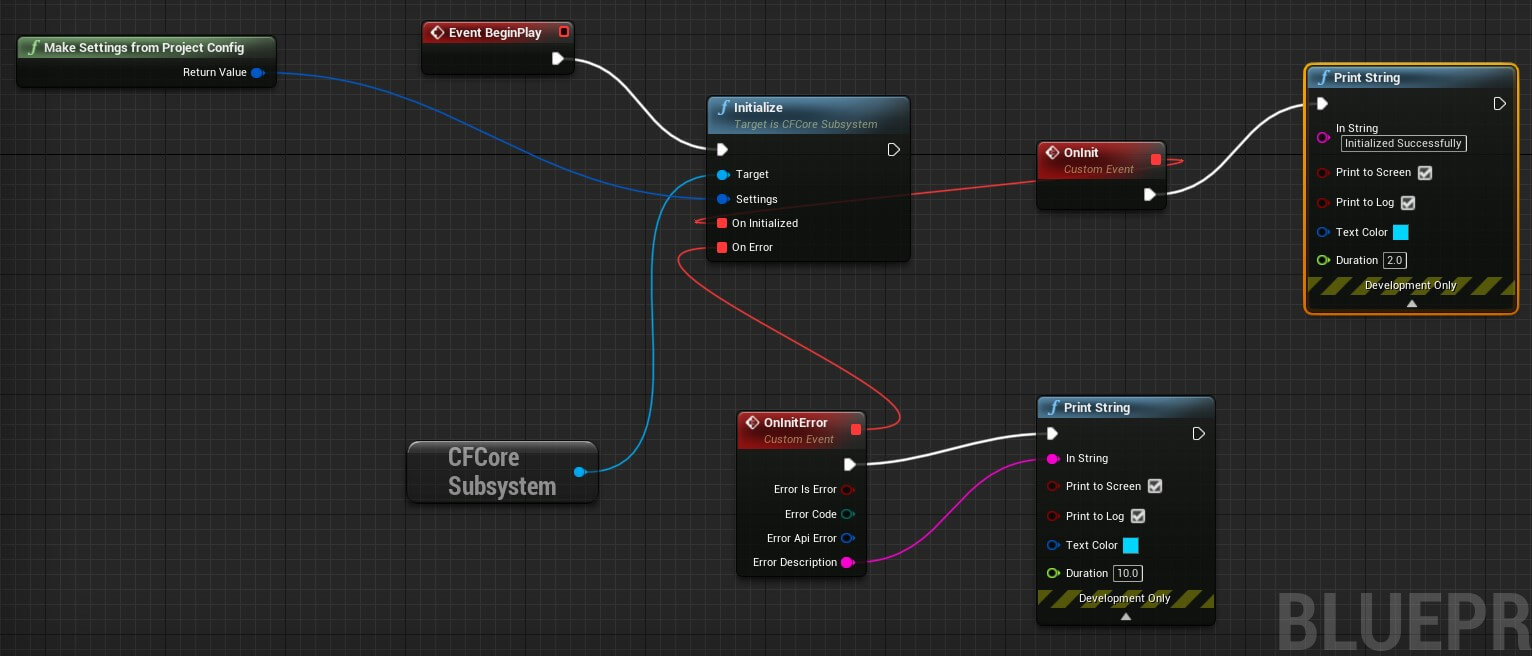 Make Settings from Project Config
Return Value
Event BeginPlay
Initialize
Target is CFCore Subsystem
Target
Settings
On Initialized
On Error
OnInit
Custom Event
Print String
In String
Initialized Successfully
Print to Screen
Print to Log
Text Color
Duration 2.0
Development Only
CFCore
Subsystem
OnInitError
Custom Event
Error Is Error
Error Code
Error Api Error
Error Description
Print String
In String
Print to Screen
Print to Log
Text Color
Duration 10.0
Development Only
BLUEPR